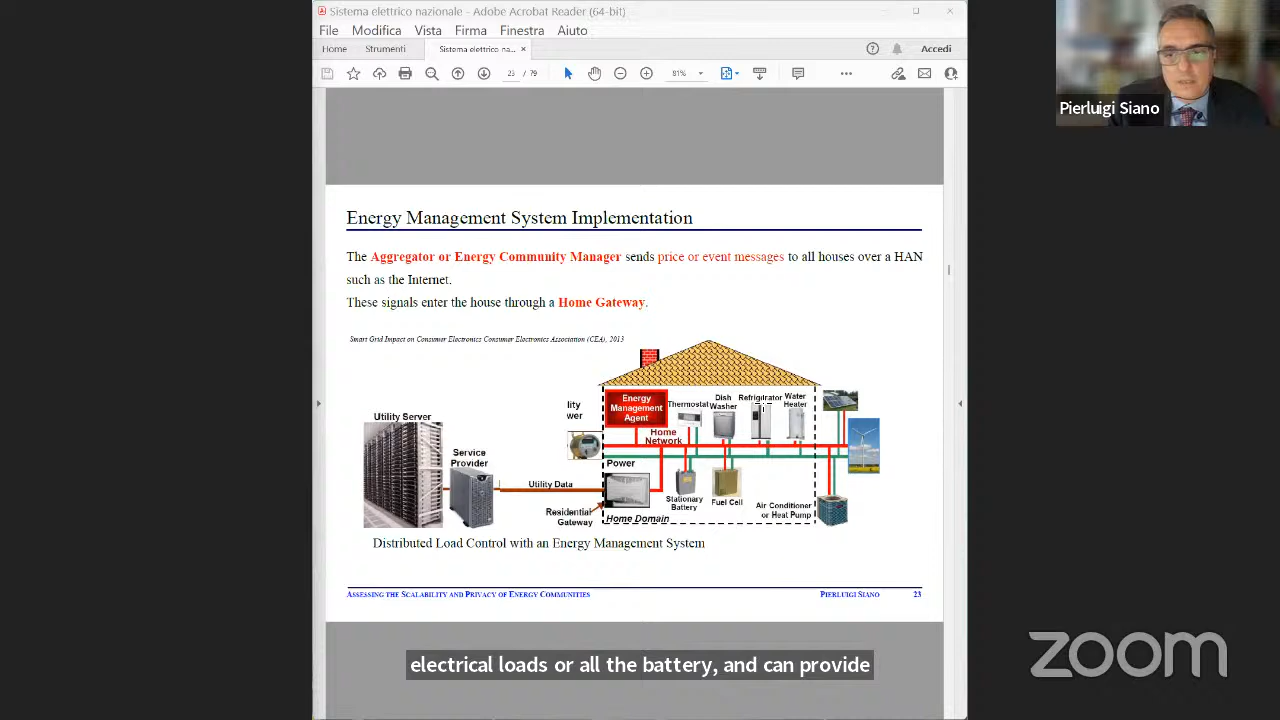 Sistema elettrico nazionale - Adobe Acrobat Reader (64-bit)
File Modifica Vista Firma Finestra Aiuto
Home Strumenti Sistema elettrico na... × Accedi
23 / 79 81%
Pierluigi Siano
Energy Management System Implementation
The Aggregator or Energy Community Manager sends price or event messages to all houses over a HAN
such as the Internet.
These signals enter the house through a Home Gateway.
Smart Grid Impact on Consumer Electronics Consumer Electronics Association (CEA), 2013
Utility Server
Service
Provider
Utility Data
Residential
Gateway
lity
wer
Energy
Management
Agent
Home
Network
Power
Home Domain
Thermostat
Dish
Washer
Refrigirator
Water
Heater
Stationary
Battery
Fuel Cell
Air Conditioner
or Heat Pump
Distributed Load Control with an Energy Management System
ASSESSING THE SCALABILITY AND PRIVACY OF ENERGY COMMUNITIES PIERLUIGI SIANO 23
electrical loads or all the battery, and can provide
zoom